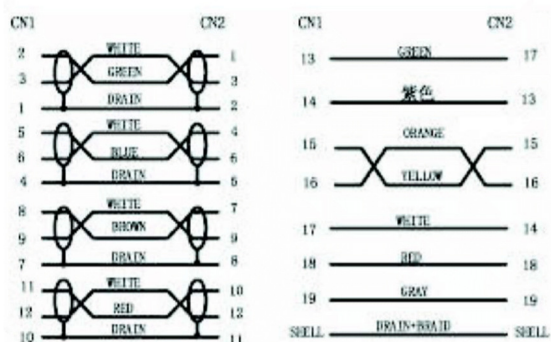 CN1 CN2
2 WHITE 1
3 GREEN 3
1 DRAIN 2
5 WHITE 4
6 BLUE 6
4 DRAIN 5
8 WHITE 7
9 BROWN 9
7 DRAIN 8
11 WHITE 10
12 RED 12
10 DRAIN 11
CN1 CN2
13 GREEN 17
14 紫色 13
15 ORANGE 15
16 YELLOW 16
17 WHITE 14
18 RED 18
19 GRAY 19
SHELL DRAIN+BRAID SHELL